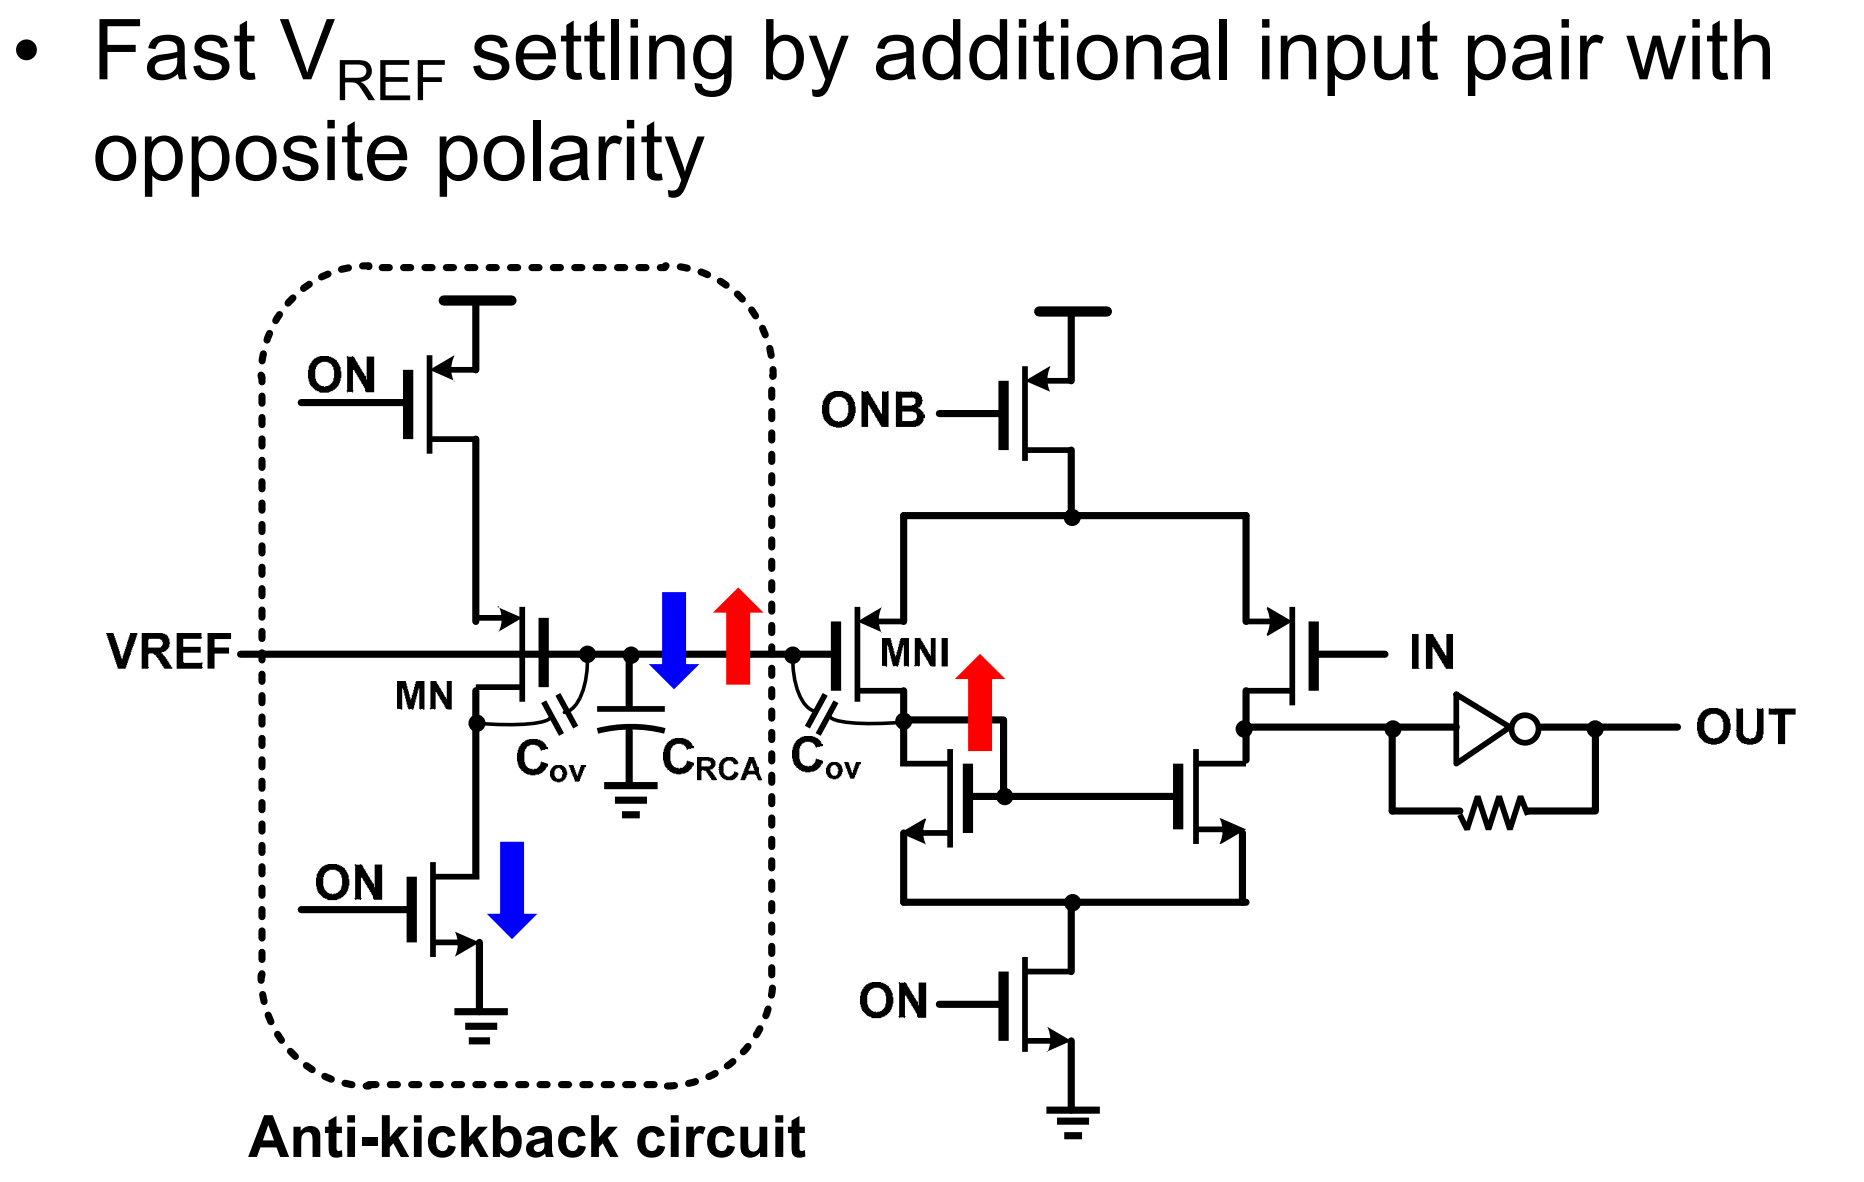 • Fast VREF settling by additional input pair with
opposite polarity
ON
ONB
VREF
MN
MNI
IN
Cov
CRCA
Cov
OUT
ON
ON
Anti-kickback circuit